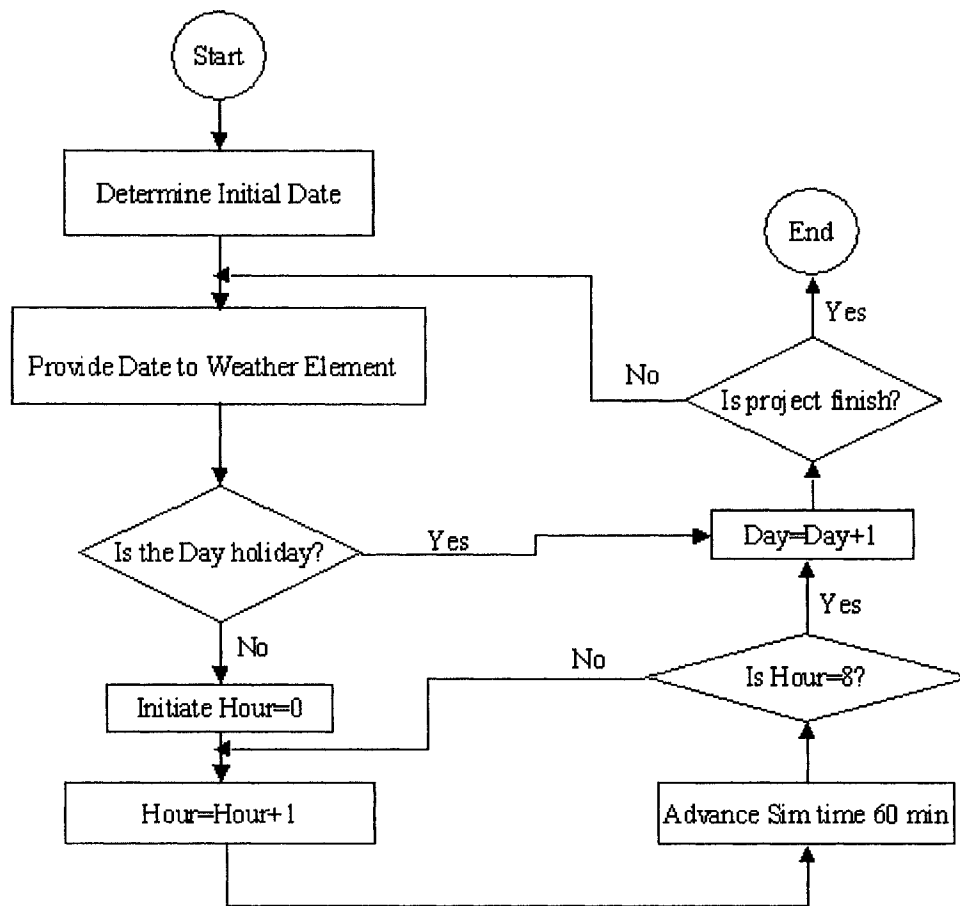 Start
Determine Initial Date
End
Yes
Provide Date to Weather Element
No
Is project finish?
Is the Day holiday?
Yes
Day=Day+1
Yes
No
No
Is Hour=8?
Initiate Hour=0
Hour=Hour+1
Advance Sim time 60 min